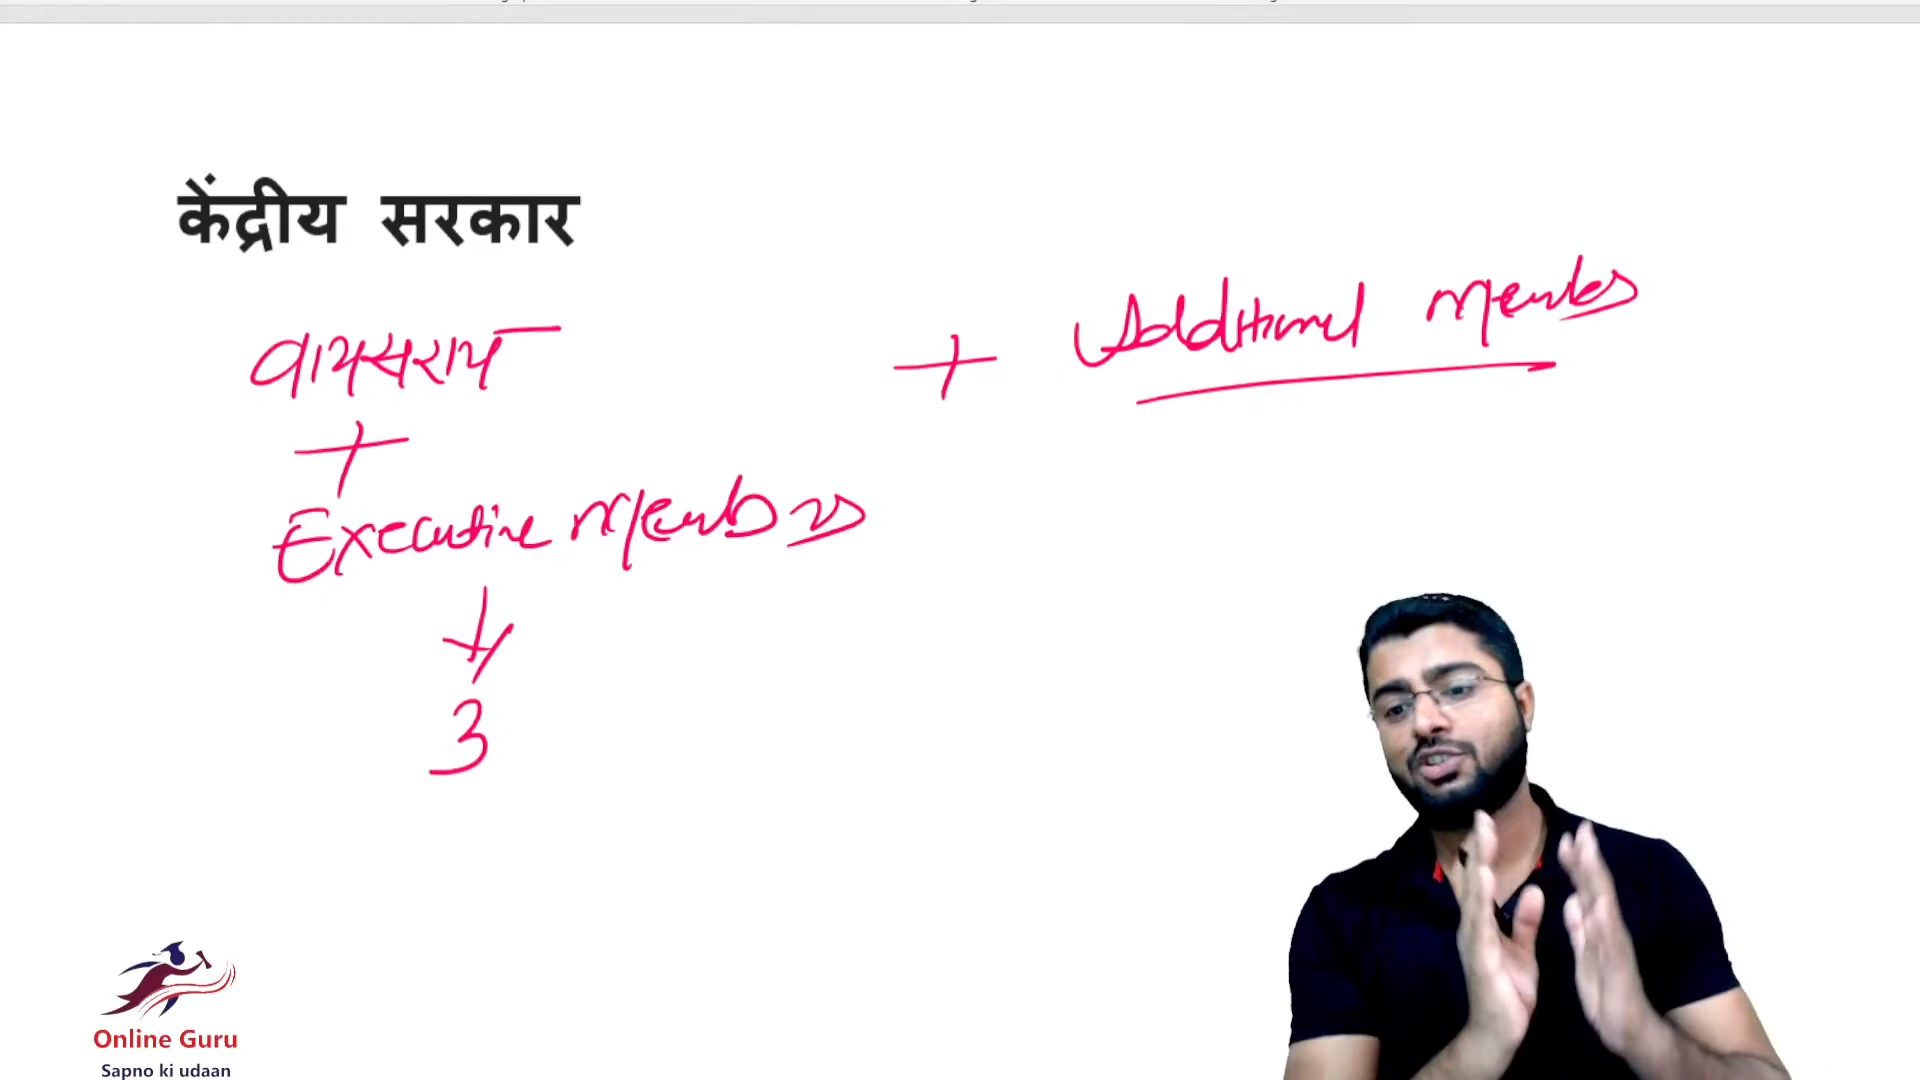 केंद्रीय सरकार
वायसराय + Additional Members
+
Executive Members
3
Online Guru
Sapno ki udaan